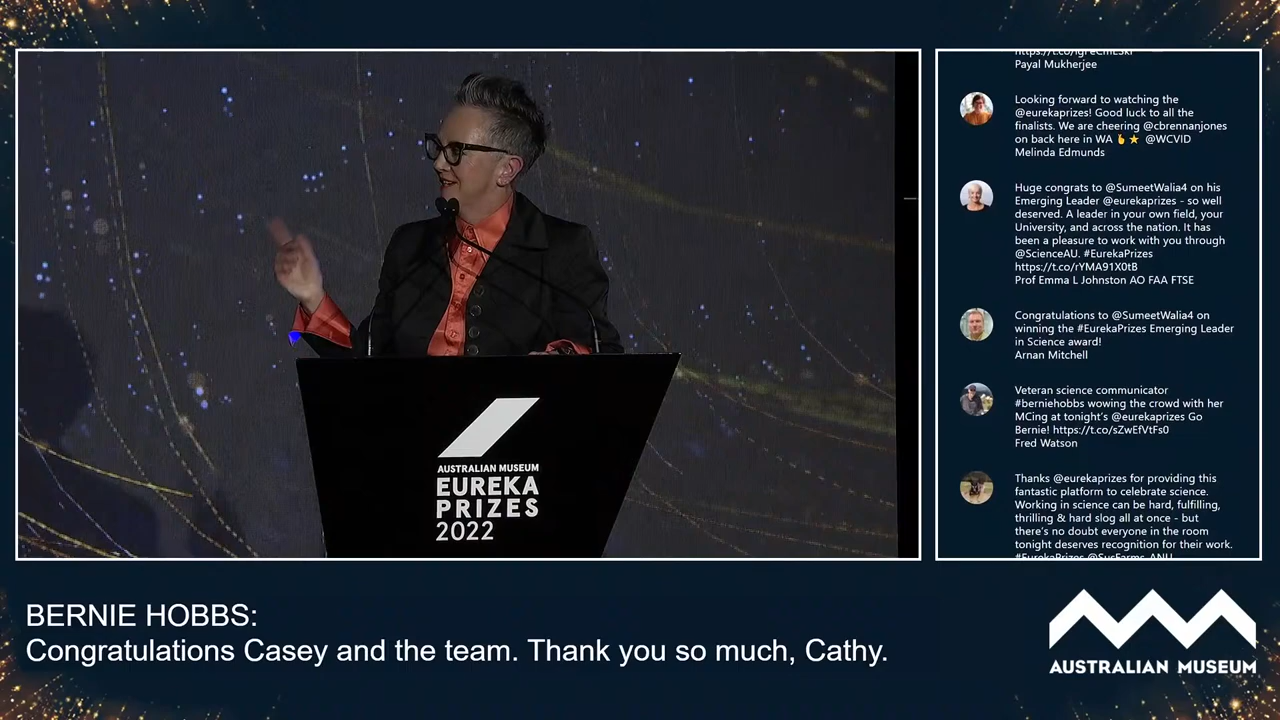 AUSTRALIAN MUSEUM
EUREKA
PRIZES
2022
Payal Mukherjee
Looking forward to watching the
@eurekaprizes! Good luck to all the
finalists. We are cheering @cbrennanjones
on back here in WA 🤞⭐ @WCVID
Melinda Edmunds
Huge congrats to @SumeetWalia4 on his
Emerging Leader @eurekaprizes - so well
deserved. A leader in your own field, your
University, and across the nation. It has
been a pleasure to work with you through
@ScienceAU. #EurekaPrizes
https://t.co/rYMA91X0tB
Prof Emma L Johnston AO FAA FTSE
Congratulations to @SumeetWalia4 on
winning the #EurekaPrizes Emerging Leader
in Science award!
Arnan Mitchell
Veteran science communicator
#berniehobbs wowing the crowd with her
MCing at tonight's @eurekaprizes Go
Bernie! https://t.co/sZwEfVtFs0
Fred Watson
Thanks @eurekaprizes for providing this
fantastic platform to celebrate science.
Working in science can be hard, fulfilling,
thrilling & hard slog all at once - but
there's no doubt everyone in the room
tonight deserves recognition for their work.
#EurekaPrizes @SusFarms_ANU
BERNIE HOBBS:
Congratulations Casey and the team. Thank you so much, Cathy.
AUSTRALIAN MUSEUM